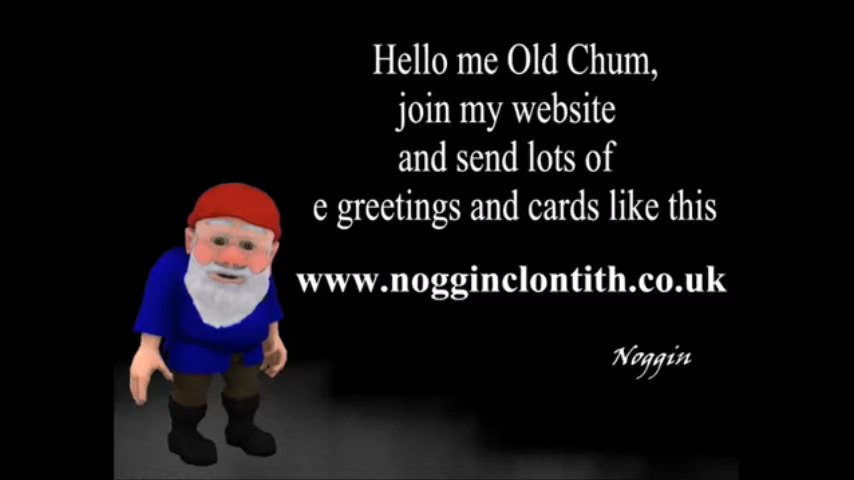 Hello me Old Chum,
join my website
and send lots of
e greetings and cards like this
www.nogginclontith.co.uk
Noggin